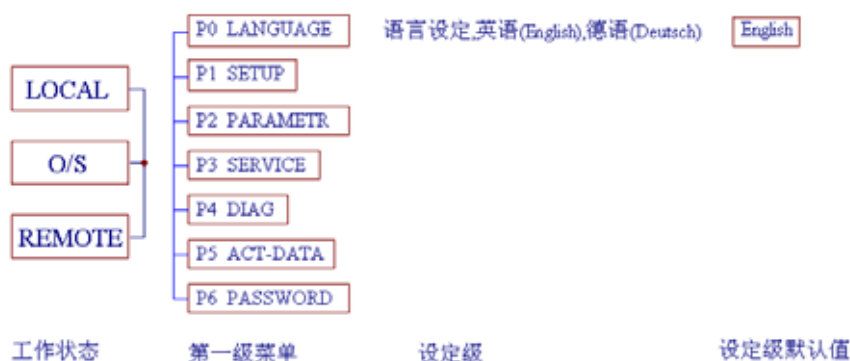 P0 LANGUAGE 语言设定,英语(English),德语(Deutsch) English
P1 SETUP
LOCAL
P2 PARAMETR
O/S
P3 SERVICE
P4 DIAG
REMOTE
P5 ACT-DATA
P6 PASSWORD
工作状态 第一级菜单 设定级 设定级默认值